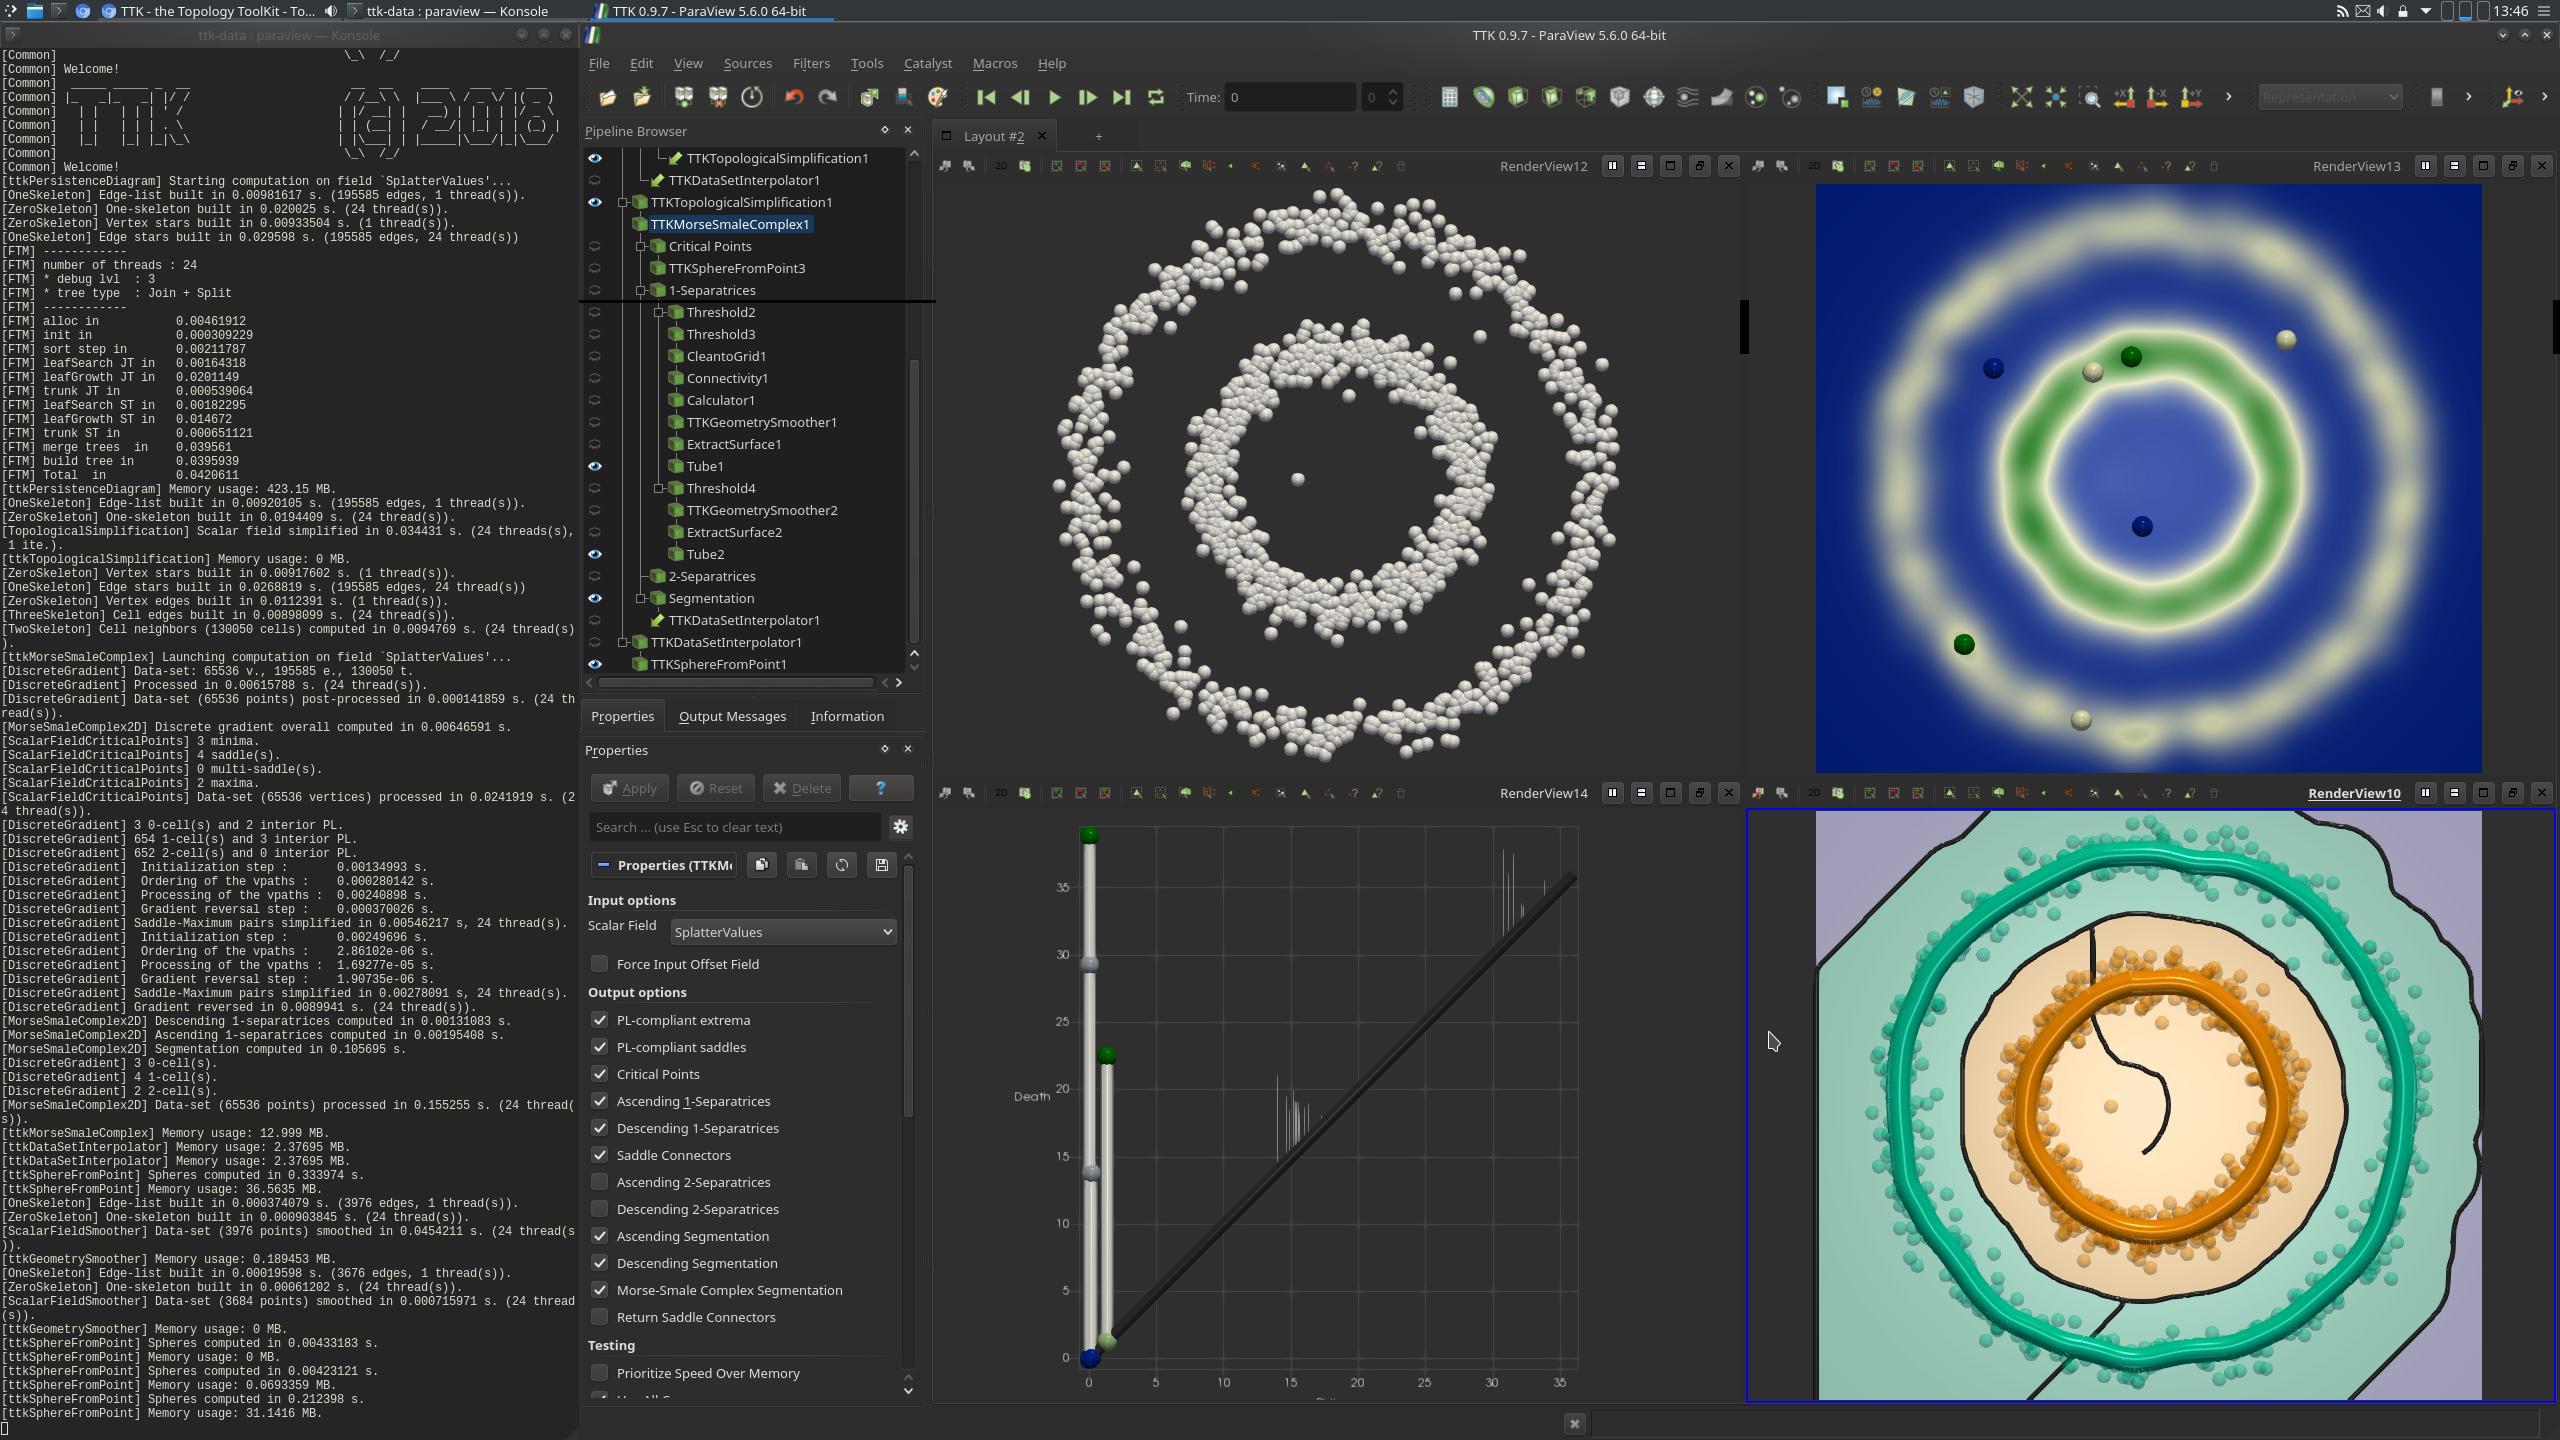 TTK - the Topology ToolKit - To...
ttk-data : paraview — Konsole
TTK 0.9.7 - ParaView 5.6.0 64-bit
13:46
ttk-data : paraview — Konsole
[Common] \_\ /_/
[Common] Welcome!
[Common]
[Common]
[Common]
[Common]
[Common]
[Common] \_\ /_/
[Common] Welcome!
[ttkPersistenceDiagram] Starting computation on field `SplatterValues'...
[OneSkeleton] Edge-list built in 0.00981617 s. (195585 edges, 1 thread(s)).
[ZeroSkeleton] One-skeleton built in 0.020025 s. (24 thread(s)).
[ZeroSkeleton] Vertex stars built in 0.00933504 s. (1 thread(s)).
[OneSkeleton] Edge stars built in 0.029598 s. (195585 edges, 24 thread(s))
[FTM] ------------
[FTM] number of threads : 24
[FTM] * debug lvl  : 3
[FTM] * tree type  : Join + Split
[FTM] ------------
[FTM] alloc in 0.00461912
[FTM] init in 0.000309229
[FTM] sort step in 0.00211787
[FTM] leafSearch JT in 0.00164318
[FTM] leafGrowth JT in 0.0201149
[FTM] trunk JT in 0.000539064
[FTM] leafSearch ST in 0.00182295
[FTM] leafGrowth ST in 0.014672
[FTM] trunk ST in 0.000651121
[FTM] merge trees  in 0.039561
[FTM] build tree in 0.0395939
[FTM] Total  in 0.0420611
[ttkPersistenceDiagram] Memory usage: 423.15 MB.
[OneSkeleton] Edge-list built in 0.00920105 s. (195585 edges, 1 thread(s)).
[ZeroSkeleton] One-skeleton built in 0.0194409 s. (24 thread(s)).
[TopologicalSimplification] Scalar field simplified in 0.034431 s. (24 threads(s),
1 ite.).
[ttkTopologicalSimplification] Memory usage: 0 MB.
[ZeroSkeleton] Vertex stars built in 0.00917602 s. (1 thread(s)).
[OneSkeleton] Edge stars built in 0.0268819 s. (195585 edges, 24 thread(s))
[ZeroSkeleton] Vertex edges built in 0.0112391 s. (1 thread(s)).
[ThreeSkeleton] Cell edges built in 0.00898099 s. (24 thread(s)).
[TwoSkeleton] Cell neighbors (130050 cells) computed in 0.0094769 s. (24 thread(s)
).
[ttkMorseSmaleComplex] Launching computation on field `SplatterValues'...
[DiscreteGradient] Data-set: 65536 v., 195585 e., 130050 t.
[DiscreteGradient] Processed in 0.00615788 s. (24 thread(s)).
[DiscreteGradient] Data-set (65536 points) post-processed in 0.000141859 s. (24 th
read(s)).
[MorseSmaleComplex2D] Discrete gradient overall computed in 0.00646591 s.
[ScalarFieldCriticalPoints] 3 minima.
[ScalarFieldCriticalPoints] 4 saddle(s).
[ScalarFieldCriticalPoints] 0 multi-saddle(s).
[ScalarFieldCriticalPoints] 2 maxima.
[ScalarFieldCriticalPoints] Data-set (65536 vertices) processed in 0.0241919 s. (2
4 thread(s)).
[DiscreteGradient] 3 0-cell(s) and 2 interior PL.
[DiscreteGradient] 654 1-cell(s) and 3 interior PL.
[DiscreteGradient] 652 2-cell(s) and 0 interior PL.
[DiscreteGradient]  Initialization step : 0.00134993 s.
[DiscreteGradient]  Ordering of the vpaths : 0.000280142 s.
[DiscreteGradient]  Processing of the vpaths : 0.00240898 s.
[DiscreteGradient]  Gradient reversal step : 0.000370026 s.
[DiscreteGradient] Saddle-Maximum pairs simplified in 0.00546217 s, 24 thread(s).
[DiscreteGradient]  Initialization step : 0.00249696 s.
[DiscreteGradient]  Ordering of the vpaths : 2.86102e-06 s.
[DiscreteGradient]  Processing of the vpaths : 1.69277e-05 s.
[DiscreteGradient]  Gradient reversal step : 1.90735e-06 s.
[DiscreteGradient] Saddle-Maximum pairs simplified in 0.00278091 s, 24 thread(s).
[DiscreteGradient] Gradient reversed in 0.0089941 s. (24 thread(s)).
[MorseSmaleComplex2D] Descending 1-separatrices computed in 0.00131083 s.
[MorseSmaleComplex2D] Ascending 1-separatrices computed in 0.00195408 s.
[MorseSmaleComplex2D] Segmentation computed in 0.105695 s.
[DiscreteGradient] 3 0-cell(s).
[DiscreteGradient] 4 1-cell(s).
[DiscreteGradient] 2 2-cell(s).
[MorseSmaleComplex2D] Data-set (65536 points) processed in 0.155255 s. (24 thread(
s)).
[ttkMorseSmaleComplex] Memory usage: 12.999 MB.
[ttkDataSetInterpolator] Memory usage: 2.37695 MB.
[ttkDataSetInterpolator] Memory usage: 2.37695 MB.
[ttkSphereFromPoint] Spheres computed in 0.333974 s.
[ttkSphereFromPoint] Memory usage: 36.5635 MB.
[OneSkeleton] Edge-list built in 0.000374079 s. (3976 edges, 1 thread(s)).
[ZeroSkeleton] One-skeleton built in 0.000903845 s. (24 thread(s)).
[ScalarFieldSmoother] Data-set (3976 points) smoothed in 0.0454211 s. (24 thread(s
)).
[ttkGeometrySmoother] Memory usage: 0.189453 MB.
[OneSkeleton] Edge-list built in 0.00019598 s. (3676 edges, 1 thread(s)).
[ZeroSkeleton] One-skeleton built in 0.00061202 s. (24 thread(s)).
[ScalarFieldSmoother] Data-set (3684 points) smoothed in 0.000715971 s. (24 thread
(s)).
[ttkGeometrySmoother] Memory usage: 0 MB.
[ttkSphereFromPoint] Spheres computed in 0.00433183 s.
[ttkSphereFromPoint] Memory usage: 0 MB.
[ttkSphereFromPoint] Spheres computed in 0.00423121 s.
[ttkSphereFromPoint] Memory usage: 0.0693359 MB.
[ttkSphereFromPoint] Spheres computed in 0.212398 s.
[ttkSphereFromPoint] Memory usage: 31.1416 MB.
TTK 0.9.7 - ParaView 5.6.0 64-bit
File Edit View Sources Filters Tools Catalyst Macros Help
Time: 0 0 Representation
Pipeline Browser
TTKTopologicalSimplification1
TTKDataSetInterpolator1
TTKTopologicalSimplification1
TTKMorseSmaleComplex1
Critical Points
TTKSphereFromPoint3
1-Separatrices
Threshold2
Threshold3
CleantoGrid1
Connectivity1
Calculator1
TTKGeometrySmoother1
ExtractSurface1
Tube1
Threshold4
TTKGeometrySmoother2
ExtractSurface2
Tube2
2-Separatrices
Segmentation
TTKDataSetInterpolator1
TTKDataSetInterpolator1
TTKSphereFromPoint1
Properties Output Messages Information
Properties
Apply Reset Delete ?
Search ... (use Esc to clear text)
Properties (TTKM
Input options
Scalar Field SplatterValues
Force Input Offset Field
Output options
PL-compliant extrema
PL-compliant saddles
Critical Points
Ascending 1-Separatrices
Descending 1-Separatrices
Saddle Connectors
Ascending 2-Separatrices
Descending 2-Separatrices
Ascending Segmentation
Descending Segmentation
Morse-Smale Complex Segmentation
Return Saddle Connectors
Testing
Prioritize Speed Over Memory
Layout #2 +
2D RenderView12
2D RenderView13
2D RenderView14
35
30
25
20
Death
15
10
5
0
0 5 10 15 20 25 30 35
2D RenderView10